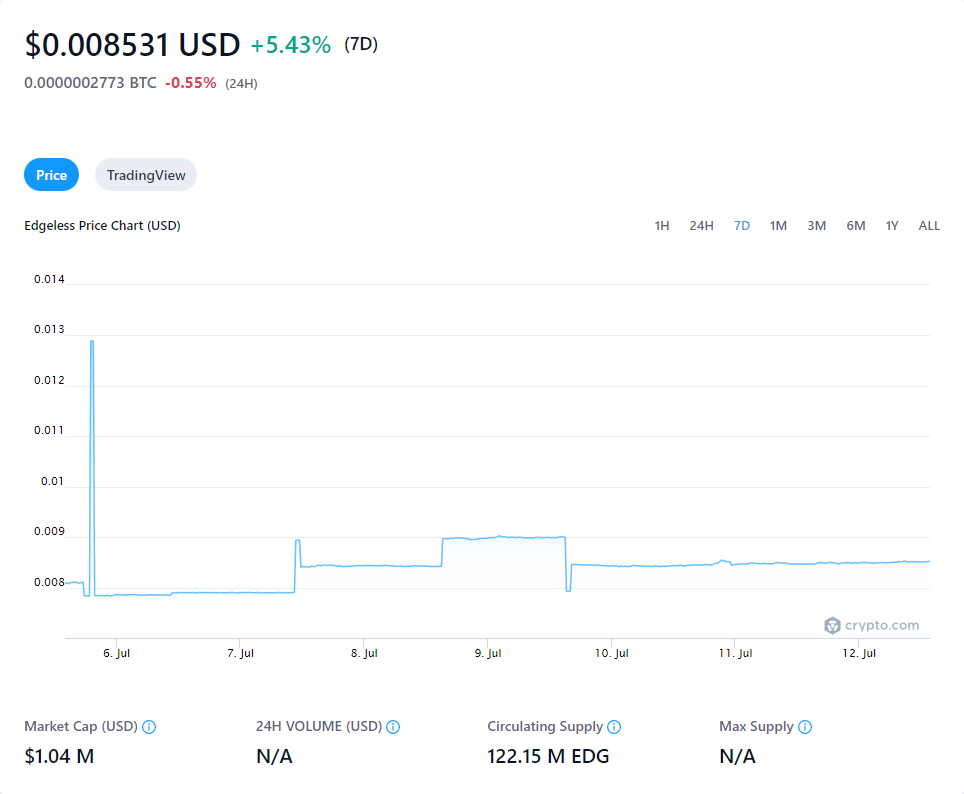 $0.008531 USD +5.43% (7D)
0.0000002773 BTC -0.55% (24H)
Price TradingView
Edgeless Price Chart (USD) 1H 24H 7D 1M 3M 6M 1Y ALL
0.014
0.013
0.012
0.011
0.01
0.009
0.008
crypto.com
6. Jul 7. Jul 8. Jul 9. Jul 10. Jul 11. Jul 12. Jul
Market Cap (USD) 24H VOLUME (USD) Circulating Supply Max Supply
$1.04 M N/A 122.15 M EDG N/A